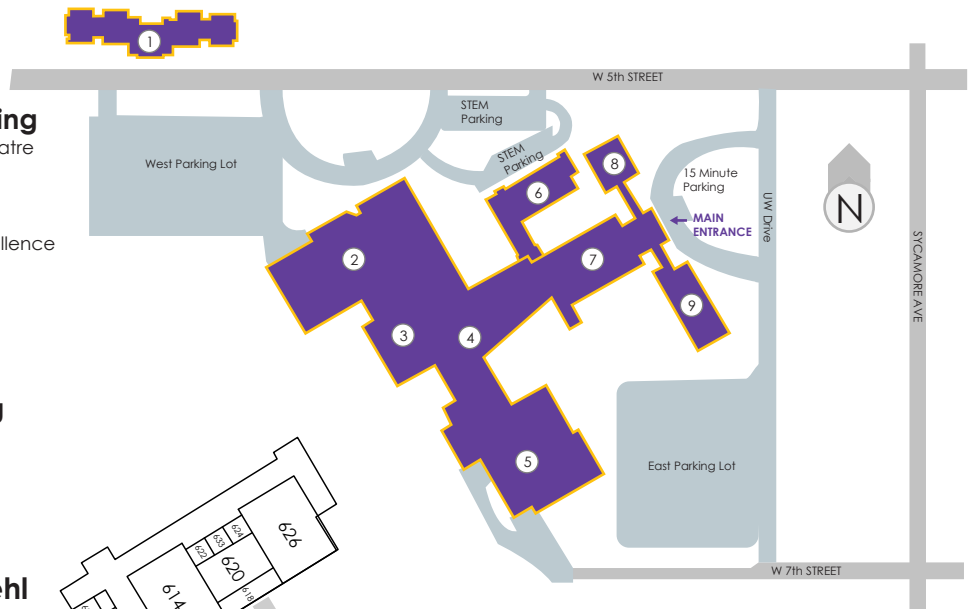 1
W 5th STREET
ing
atre
STEM
Parking
West Parking Lot
STEM
Parking
8
15 Minute
Parking
6
MAIN
ENTRANCE
UW Drive
N
llence
2
7
SYCAMORE AVE
9
3
4
g
5
East Parking Lot
626
624
633
622
620
618
614
W 7th STREET
ehl